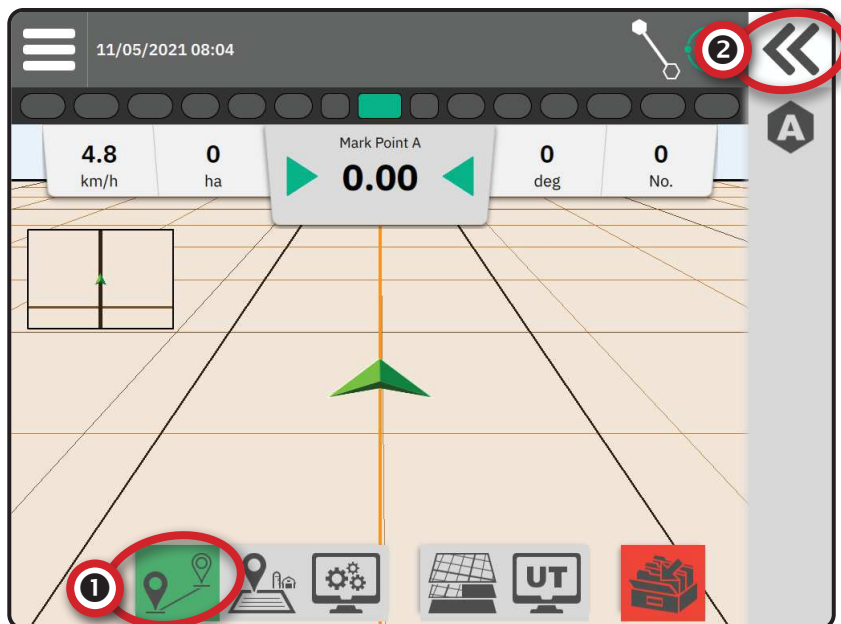 11/05/2021 08:04
2
A
4.8
km/h
0
ha
Mark Point A
0.00
0
deg
0
No.
1
UT